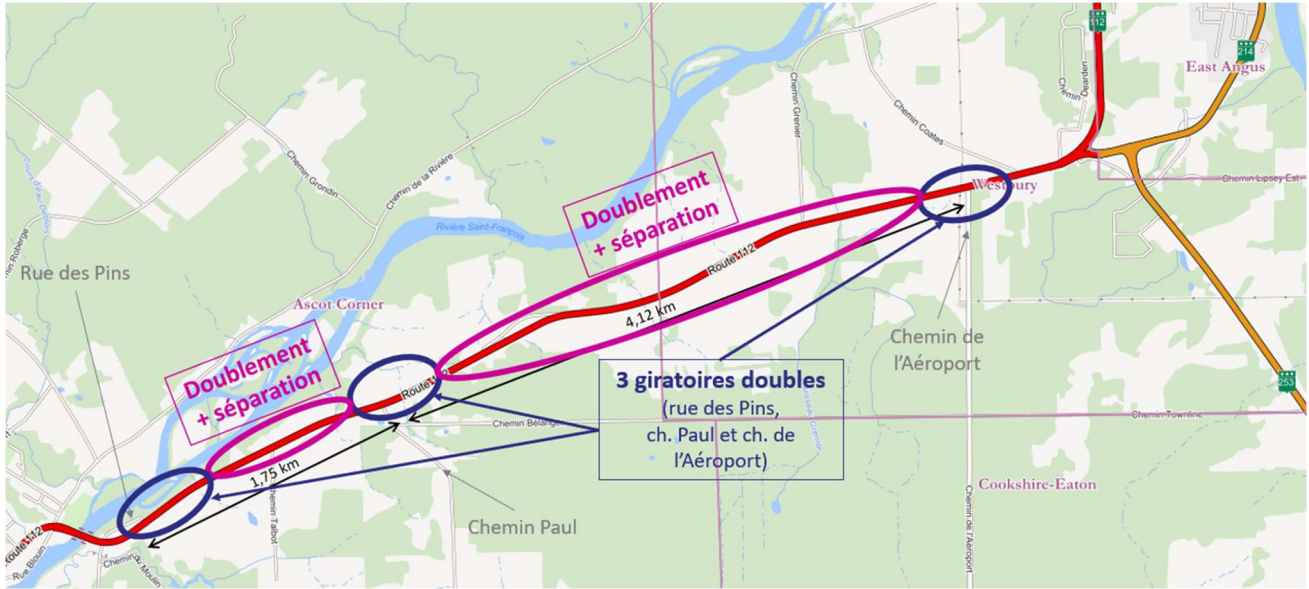 112
214
East Angus
Chemin Dearden
Chemin Grenier
Chemin Coates
Chemin Lipsey Est
Westbury
Chemin Grondin
Chemin de la Rivière
Doublement
+ séparation
Rivière Saint-François
Rue des Pins
Route 112
Ascot Corner
4,12 km
Chemin de
l'Aéroport
Doublement
+ séparation
3 giratoires doubles
(rue des Pins,
ch. Paul et ch. de
l'Aéroport)
253
Route 112
Chemin Bélanger
Chemin Townline
1,75 km
Cookshire-Eaton
Chemin Talbot
Chemin Paul
Chemin de l'Aéroport
Route 112
Rue Blouin
Chemin du Moulin